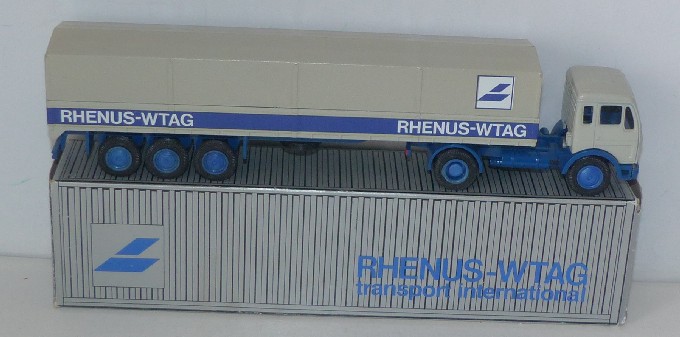 RHENUS-WTAG RHENUS-WTAG
RHENUS-WTAG
transport international